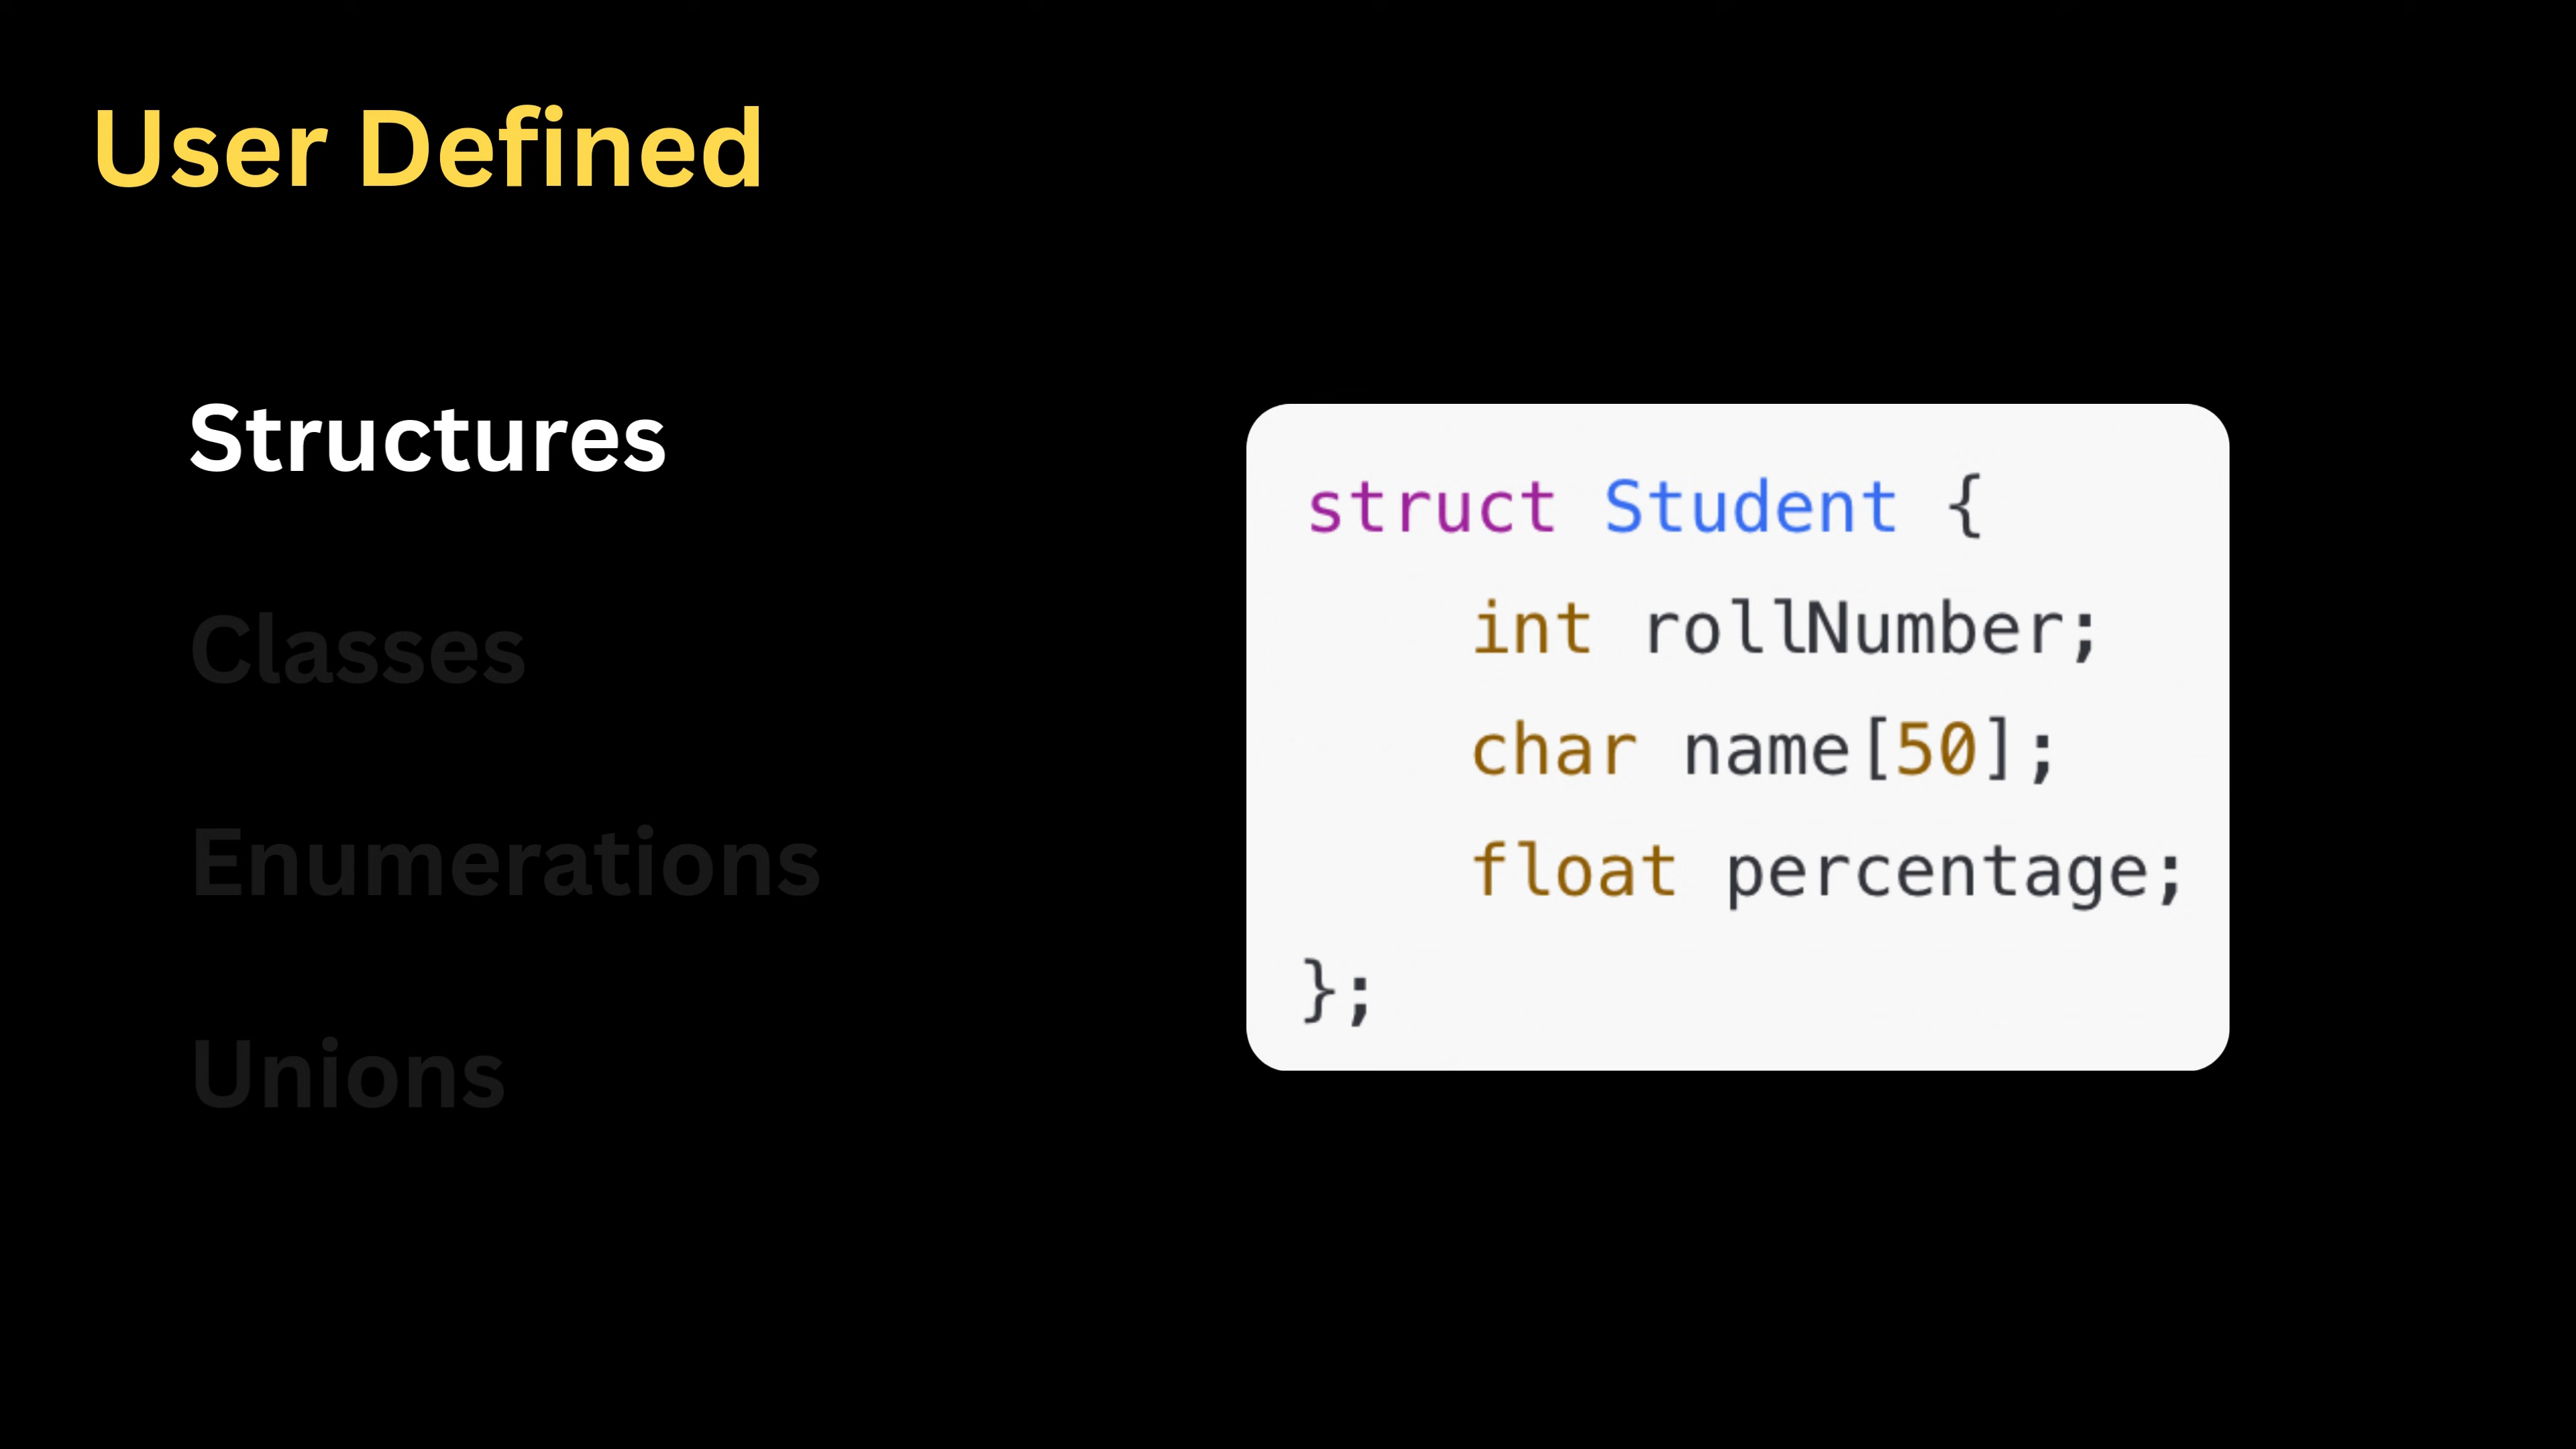 User Defined
Structures
Classes
Enumerations
Unions
struct Student {
int rollNumber;
char name[50];
float percentage;
};